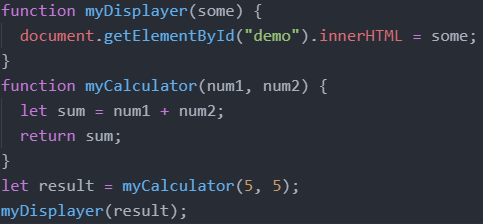 function myDisplayer(some) {
  document.getElementById("demo").innerHTML = some;
}
function myCalculator(num1, num2) {
  let sum = num1 + num2;
  return sum;
}
let result = myCalculator(5, 5);
myDisplayer(result);